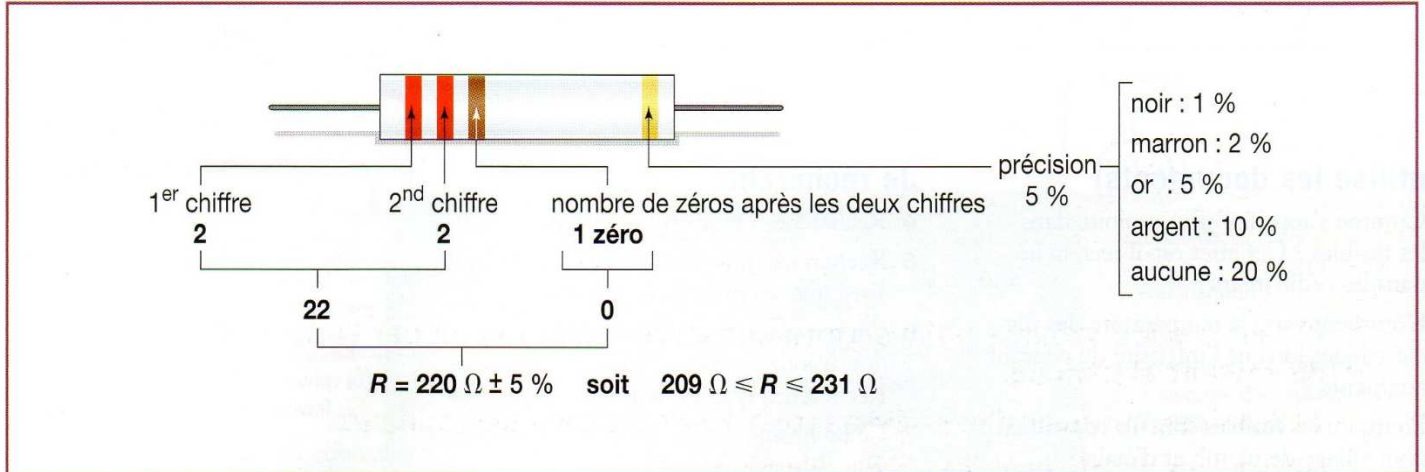 noir : 1 %
marron : 2 %
précision
or : 5 %
5 %
argent : 10 %
aucune : 20 %
1er chiffre
2nd chiffre
nombre de zéros après les deux chiffres
2
2
1 zéro
22
0
R = 220 Ω ± 5 % soit 209 Ω ⩽ R ⩽ 231 Ω